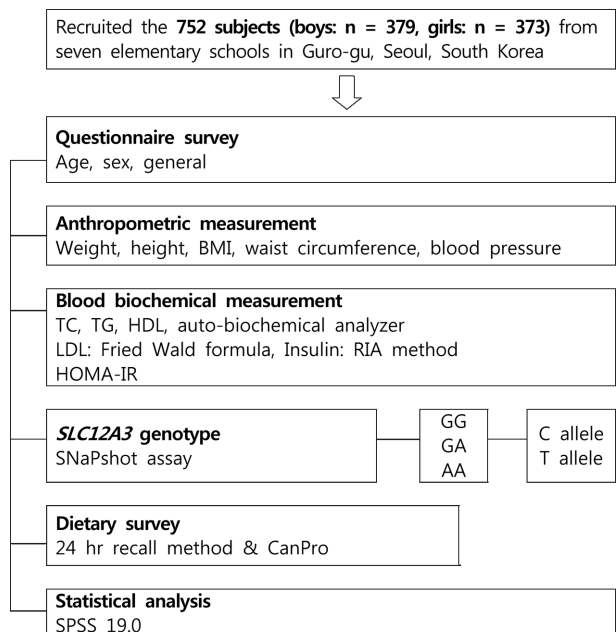 Recruited the 752 subjects (boys: n = 379, girls: n = 373) from
seven elementary schools in Guro-gu, Seoul, South Korea
Questionnaire survey
Age, sex, general
Anthropometric measurement
Weight, height, BMI, waist circumference, blood pressure
Blood biochemical measurement
TC, TG, HDL, auto-biochemical analyzer
LDL: Fried Wald formula, Insulin: RIA method
HOMA-IR
SLC12A3 genotype
SNaPshot assay
GG
GA
AA
C allele
T allele
Dietary survey
24 hr recall method & CanPro
Statistical analysis
SPSS 19.0